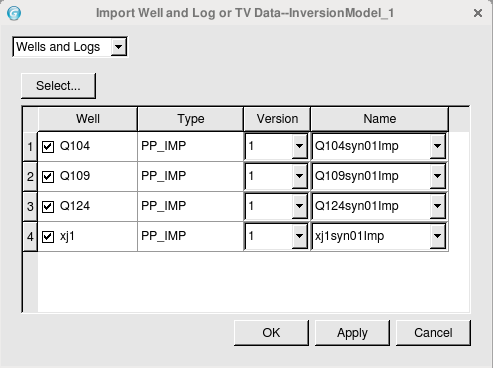 Import Well and Log or TV Data--InversionModel_1
Wells and Logs
Select...
Well Type Version Name
1 Q104 PP_IMP 1 Q104syn01Imp
2 Q109 PP_IMP 1 Q109syn01Imp
3 Q124 PP_IMP 1 Q124syn01Imp
4 xj1 PP_IMP 1 xj1syn01Imp
OK Apply Cancel